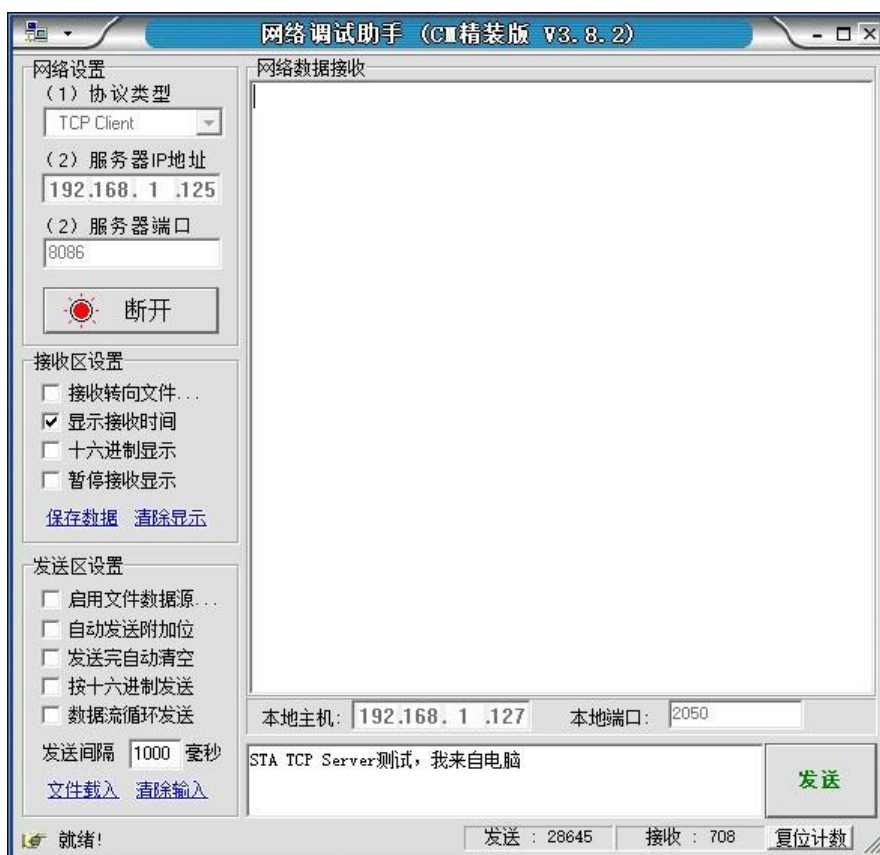 网络调试助手 (CM精装版 V3.8.2)
网络设置
(1) 协议类型
TCP Client
(2) 服务器IP地址
192.168. 1 .125
(2) 服务器端口
8086
断开
接收区设置
接收转向文件...
显示接收时间
十六进制显示
暂停接收显示
保存数据 清除显示
发送区设置
启用文件数据源...
自动发送附加位
发送完自动清空
按十六进制发送
数据流循环发送
发送间隔 1000 毫秒
文件载入 清除输入
网络数据接收
本地主机: 192.168. 1 .127 本地端口: 2050
STA TCP Server测试，我来自电脑
发送
就绪! 发送 : 28645 接收 : 708 复位计数